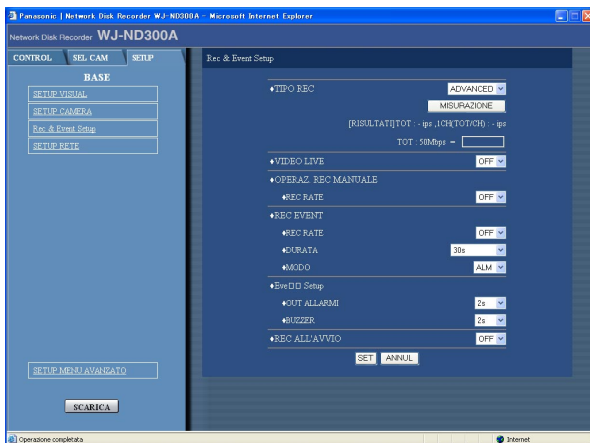 Panasonic | Network Disk Recorder WJ-ND300A - Microsoft Internet Explorer
Network Disk Recorder WJ-ND300A
CONTROL SEL CAM SETUP
BASE
SETUP VISUAL
SETUP CAMERA
Rec & Event Setup
SETUP RETE
SETUP MENU AVANZATO
SCARICA
Rec & Event Setup
♦TIPO REC ADVANCED
MISURAZIONE
[RISULTATI]TOT : - ips ,1CH(TOT/CH) : - ips
TOT : 50Mbps =
♦VIDEO LIVE OFF
♦OPERAZ. REC MANUALE
♦REC RATE OFF
♦REC EVENT
♦REC RATE OFF
♦DURATA 30s
♦MODO ALM
♦Eve□□ Setup
♦OUT ALLARMI 2s
♦BUZZER 2s
♦REC ALL'AVVIO OFF
SET ANNUL
Operazione completata Internet